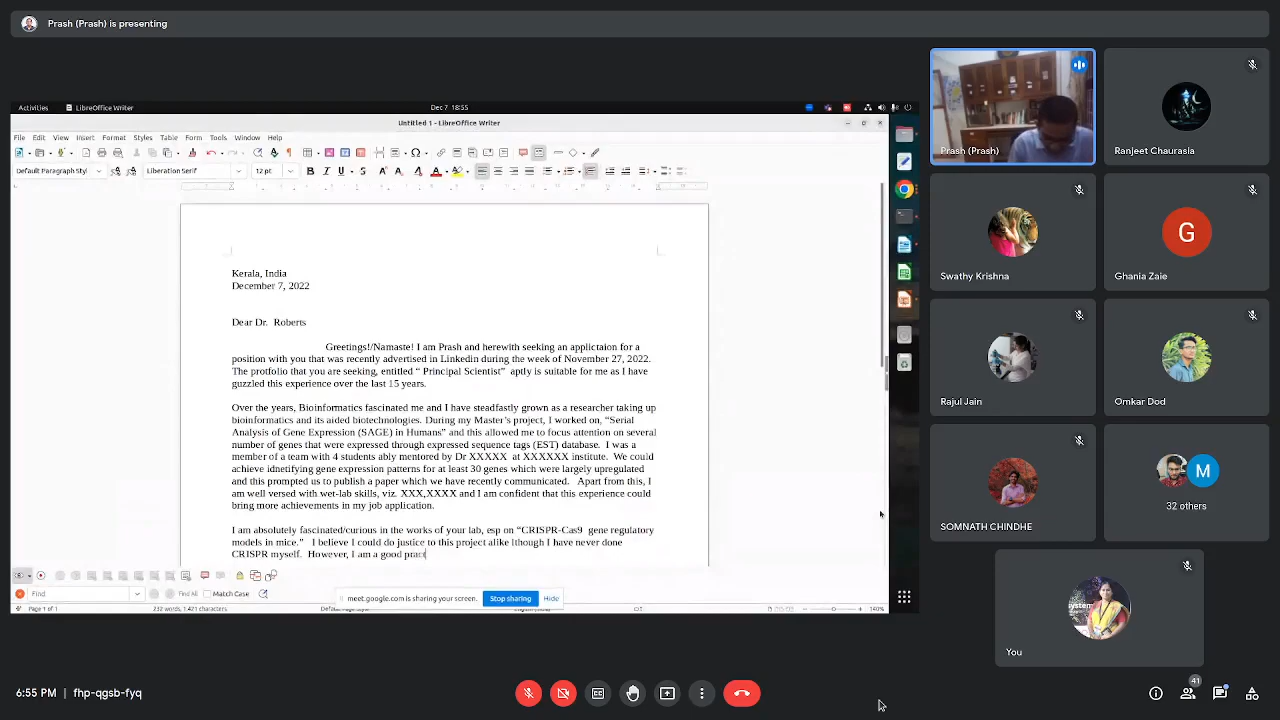 Prash (Prash) is presenting
Activities LibreOffice Writer Dec 7 18:55
Untitled 1 - LibreOffice Writer
File Edit View Insert Format Styles Table Form Tools Window Help
Default Paragraph Styl Liberation Serif 12 pt
Kerala, India
December 7, 2022
Dear Dr. Roberts
Greetings!/Namaste! I am Prash and herewith seeking an applictaion for a
position with you that was recently advertised in Linkedin during the week of November 27, 2022.
The protfolio that you are seeking, entitled “ Principal Scientist” aptly is suitable for me as I have
guzzled this experience over the last 15 years.
Over the years, Bioinformatics fascinated me and I have steadfastly grown as a researcher taking up
bioinformatics and its aided biotechnologies. During my Master’s project, I worked on, “Serial
Analysis of Gene Expression (SAGE) in Humans” and this allowed me to focus attention on several
number of genes that were expressed through expressed sequence tags (EST) database. I was a
member of a team with 4 students ably mentored by Dr XXXXX at XXXXXX institute. We could
achieve idnetifying gene expression patterns for at least 30 genes which were largely upregulated
and this prompted us to publish a paper which we have recently communicated. Apart from this, I
am well versed with wet-lab skills, viz. XXX,XXXX and I am confident that this experience could
bring more achievements in my job application.
I am absolutely fascinated/curious in the works of your lab, esp on “CRISPR-Cas9 gene regulatory
models in mice.” I believe I could do justice to this project alike lthough I have never done
CRISPR myself. However, I am a good pract
Find Find All Match Case
meet.google.com is sharing your screen. Stop sharing Hide
Page 1 of 1 232 words, 1,421 characters 140%
Prash (Prash)
Ranjeet Chaurasia
Swathy Krishna
G
Ghania Zaie
Rajul Jain
Omkar Dod
SOMNATH CHINDHE
M
32 others
You
6:55 PM | fhp-qgsb-fyq
41